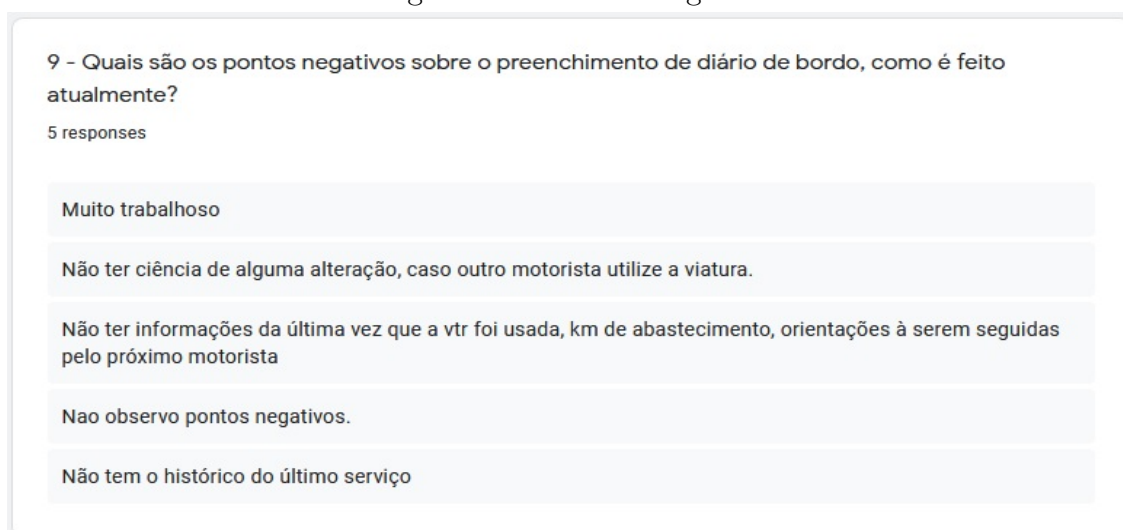 9 - Quais são os pontos negativos sobre o preenchimento de diário de bordo, como é feito
atualmente?
5 responses
Muito trabalhoso
Não ter ciência de alguma alteração, caso outro motorista utilize a viatura.
Não ter informações da última vez que a vtr foi usada, km de abastecimento, orientações à serem seguidas
pelo próximo motorista
Nao observo pontos negativos.
Não tem o histórico do último serviço